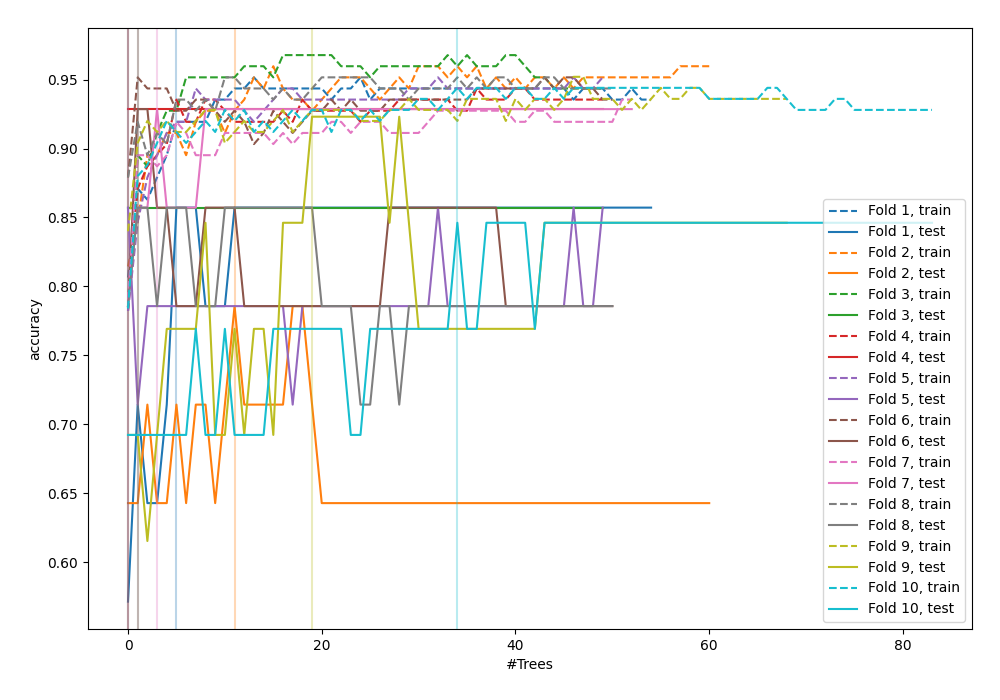 0.95
0.90
0.85
0.80
0.75
0.70
0.65
0.60
accuracy
0
20
40
60
80
#Trees
Fold 1, train
Fold 1, test
Fold 2, train
Fold 2, test
Fold 3, train
Fold 3, test
Fold 4, train
Fold 4, test
Fold 5, train
Fold 5, test
Fold 6, train
Fold 6, test
Fold 7, train
Fold 7, test
Fold 8, train
Fold 8, test
Fold 9, train
Fold 9, test
Fold 10, train
Fold 10, test